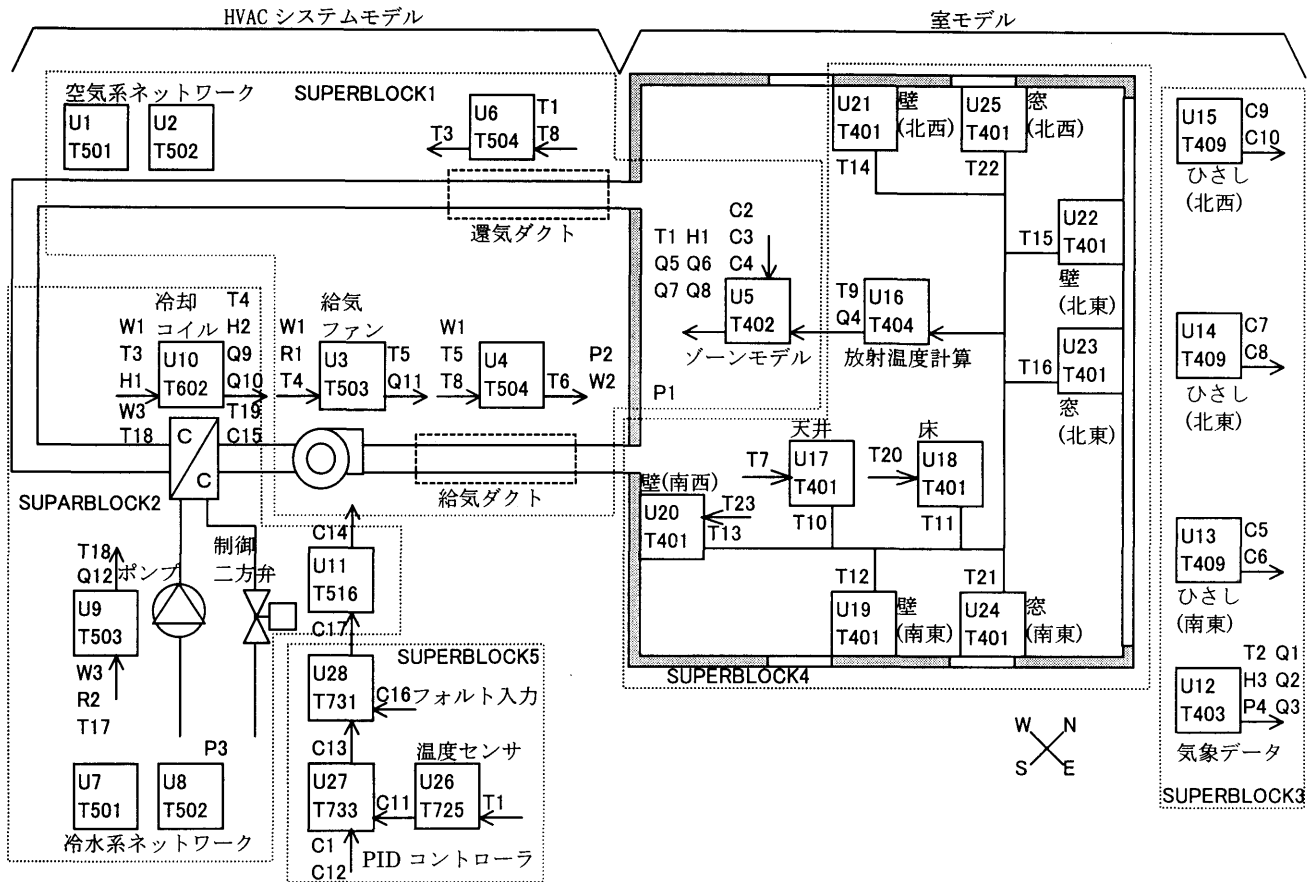 HVAC システムモデル
室モデル
空気系ネットワーク
SUPERBLOCK1
U1
T501
U2
T502
U6
T504
T3
T1
T8
還気ダクト
冷却
コイル
U10
T602
W1
T3
H1
W3
T18
T4
H2
Q9
Q10
T19
C15
給気
ファン
U3
T503
W1
R1
T4
T5
Q11
U4
T504
W1
T5
T8
T6
P2
W2
P1
C
C
給気ダクト
SUPARBLOCK2
T18
Q12
ポンプ
U9
T503
W3
R2
T17
制御
二方弁
P3
U7
T501
U8
T502
冷水系ネットワーク
C14
U11
T516
C17
SUPERBLOCK5
U28
T731
C16
フォルト入力
C13
U27
T733
C11
温度センサ
U26
T725
T1
C1
C12
PID コントローラ
T1 H1
Q5 Q6
Q7 Q8
C2
C3
C4
U5
T402
ゾーンモデル
T9
Q4
U16
T404
放射温度計算
U21
T401
壁
(北西)
T14
U25
T401
窓
(北西)
T22
U22
T401
T15
壁
(北東)
U23
T401
T16
窓
(北東)
天井
U17
T401
T7
T10
床
U18
T401
T20
T11
壁(南西)
U20
T401
T23
T13
T12
U19
T401
壁
(南東)
T21
U24
T401
窓
(南東)
SUPERBLOCK4
W
N
S
E
U15
T409
C9
C10
ひさし
(北西)
U14
T409
C7
C8
ひさし
(北東)
U13
T409
C5
C6
ひさし
(南東)
U12
T403
T2 Q1
H3 Q2
P4 Q3
気象データ
SUPERBLOCK3